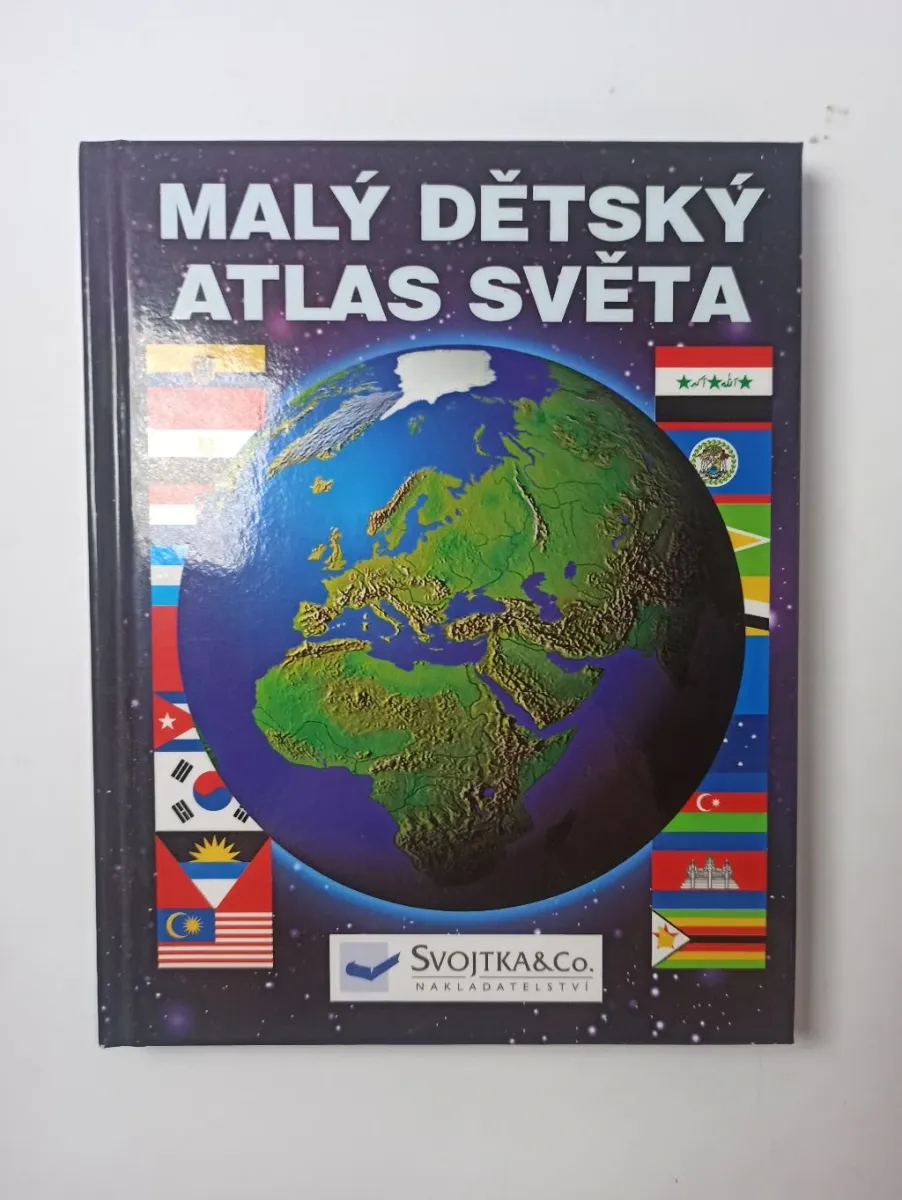 MALÝ DĚTSKÝ
ATLAS SVĚTA
SVOJTKA&CO.
NAKLADATELSTVÍ